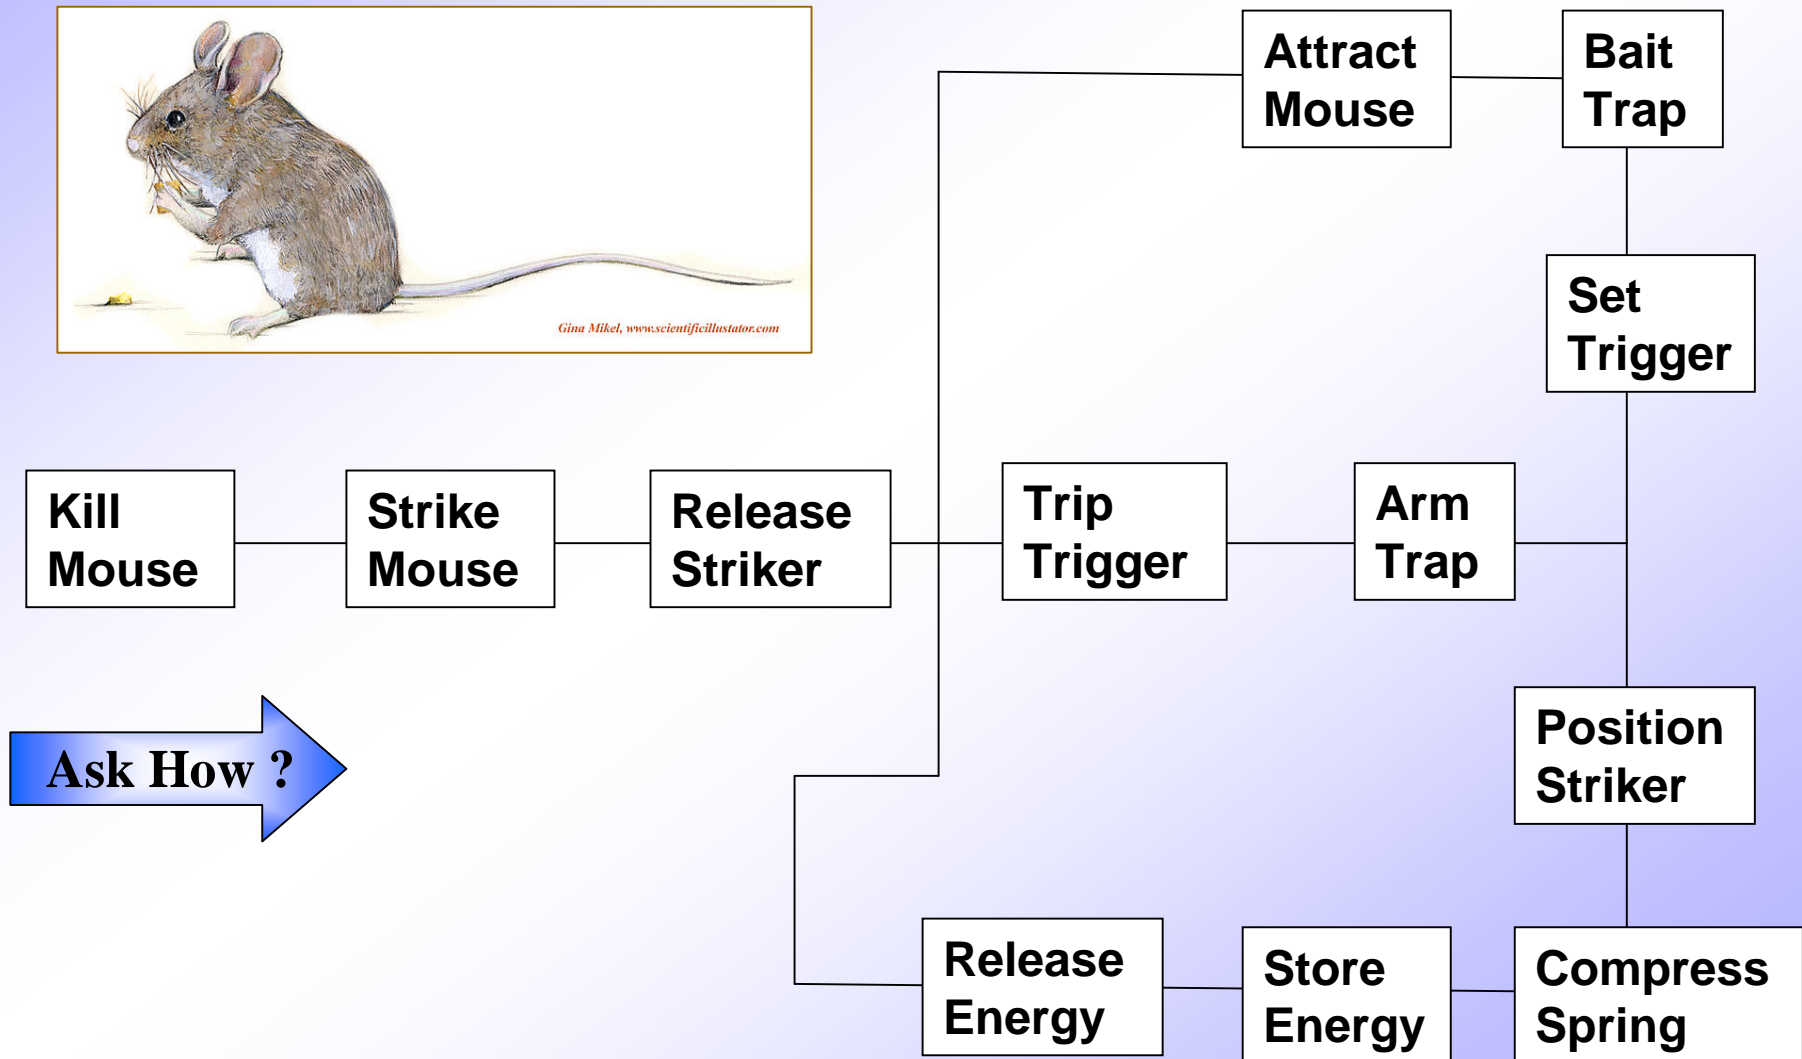 Gina Mikel, www.scientificillustator.com
Attract
Mouse
Bait
Trap
Set
Trigger
Kill
Mouse
Strike
Mouse
Release
Striker
Trip
Trigger
Arm
Trap
Ask How ?
Position
Striker
Release
Energy
Store
Energy
Compress
Spring